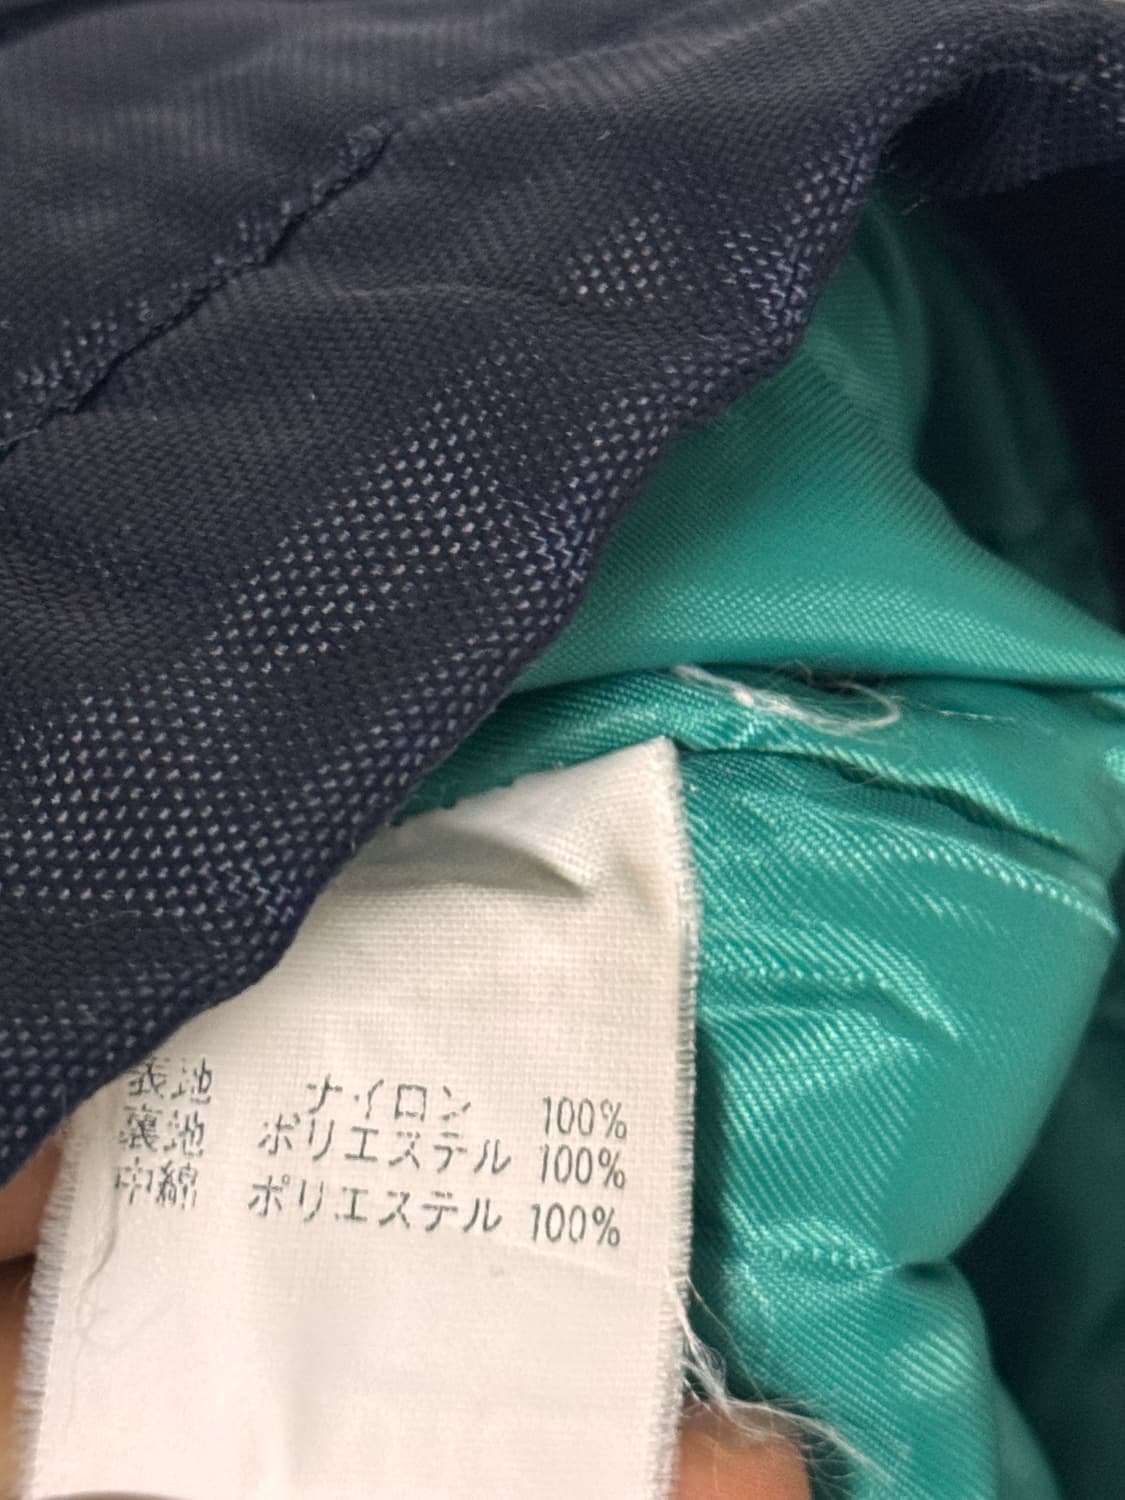 表地 ナイロン 100%
裏地 ポリエステル 100%
中綿 ポリエステル 100%